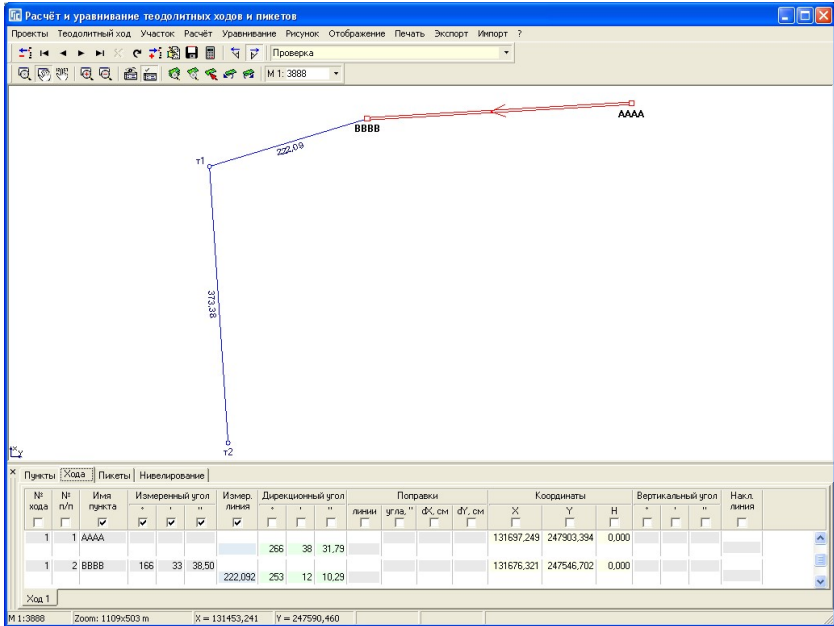 Расчёт и уравнивание теодолитных ходов и пикетов
Проекты Теодолитный ход Участок Расчёт Уравнивание Рисунок Отображение Печать Экспорт Импорт ?
Проверка
М 1: 3888
AAAA
BBBB
222,09
т1
373,38
т2
x
y
Пункты Хода Пикеты Нивелирование
№ хода № п/п Имя пункта Измеренный угол ° ' " Измер. линия Дирекционный угол ° ' " Поправки линии угла, " dX, см dY, см Координаты X Y H Вертикальный угол ° ' " Накл. линия
1 1 AAAA 131697,249 247903,394 0,000
266 38 31,79
1 2 BBBB 166 33 38,50 131676,321 247546,702 0,000
222,092 253 12 10,29
Ход 1
М 1:3888 Zoom: 1109x503 m X = 131453,241 Y = 247590,460